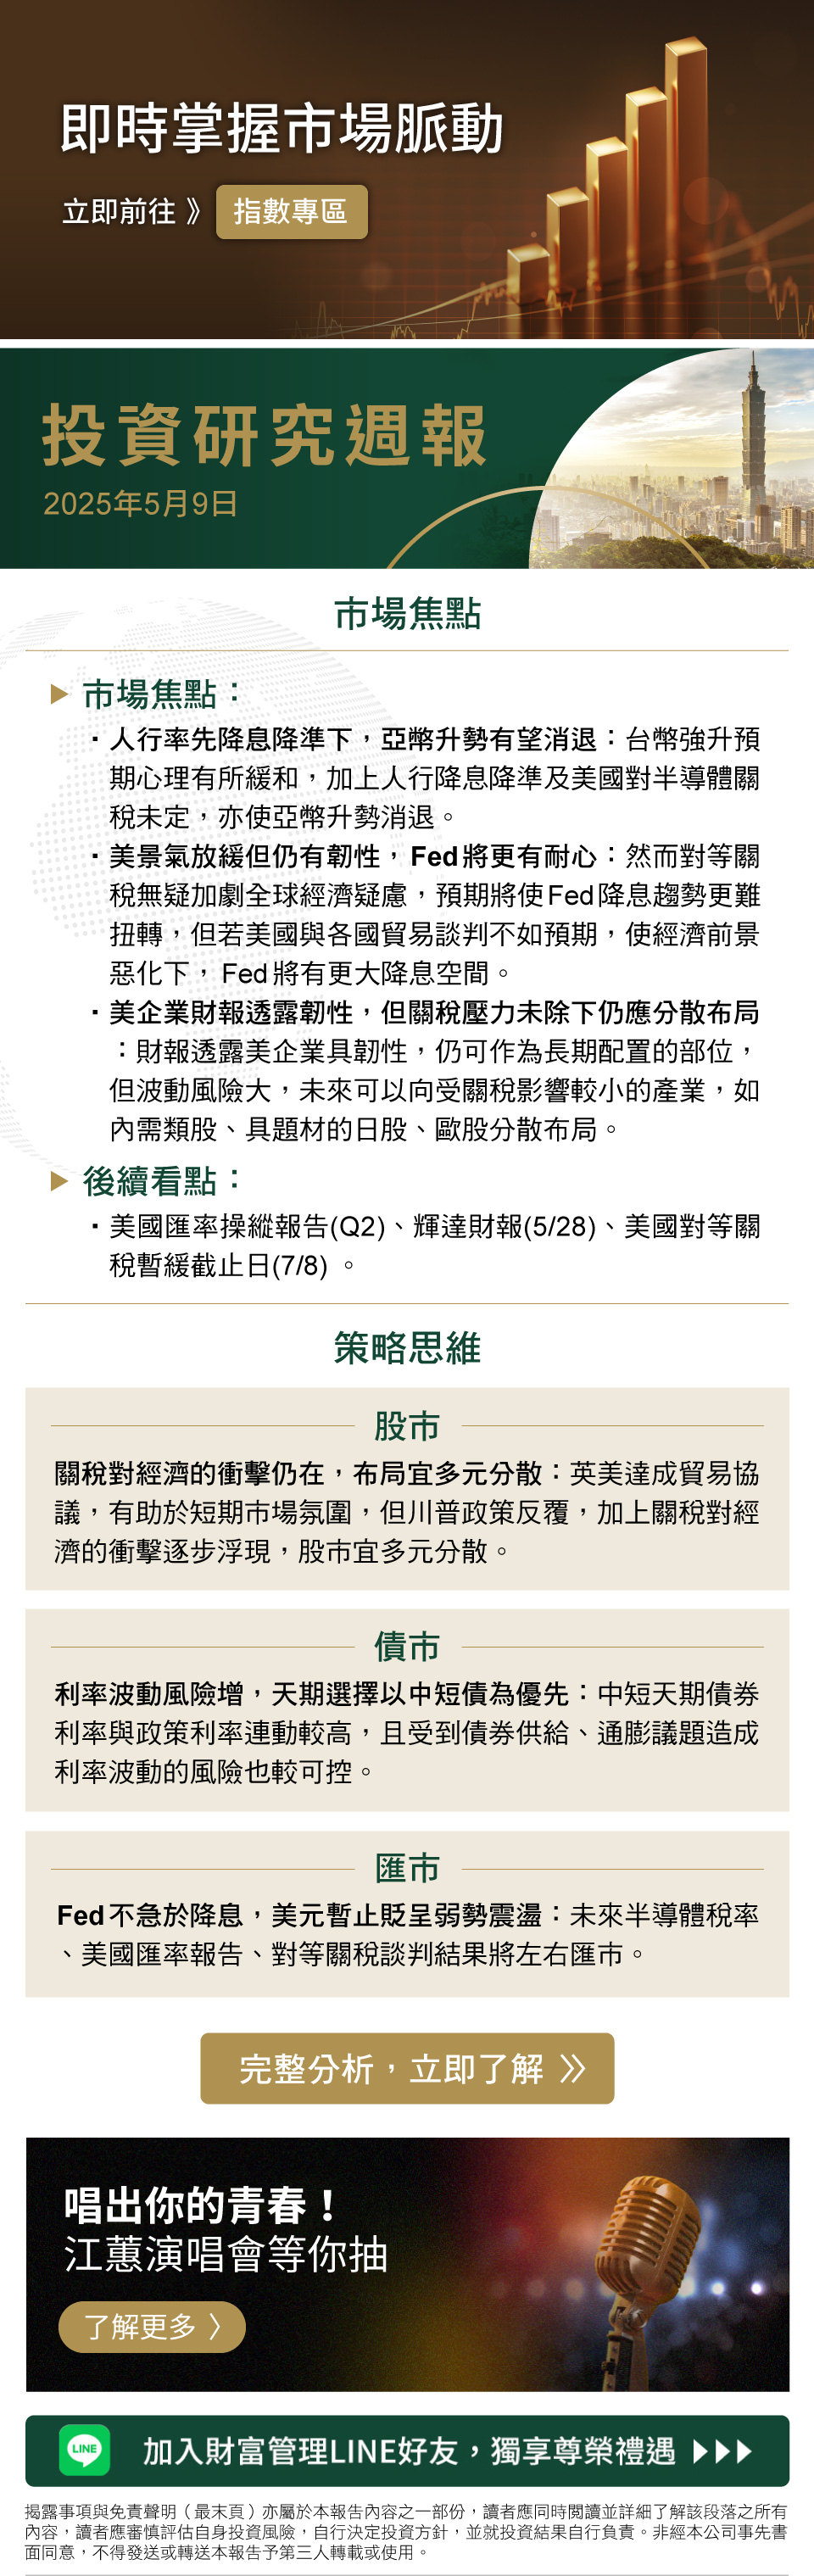 即時掌握市場脈動
立即前往 》 指數專區
投資研究週報
2025年5月9日
市場焦點
市場焦點：
・人行率先降息降準下，亞幣升勢有望消退：台幣強升預
期心理有所緩和，加上人行降息降準及美國對半導體關
稅未定，亦使亞幣升勢消退。
・美景氣放緩但仍有韌性，Fed將更有耐心：然而對等關
稅無疑加劇全球經濟疑慮，預期將使Fed降息趨勢更難
扭轉，但若美國與各國貿易談判不如預期，使經濟前景
惡化下， Fed將有更大降息空間。
・美企業財報透露韌性，但關稅壓力未除下仍應分散布局
：財報透露美企業具韌性，仍可作為長期配置的部位，
但波動風險大，未來可以向受關稅影響較小的產業，如
內需類股、具題材的日股、歐股分散布局。
後續看點：
・美國匯率操縱報告(Q2)、輝達財報(5/28)、美國對等關
稅暫緩截止日(7/8) 。
策略思維
股市
關稅對經濟的衝擊仍在，布局宜多元分散：英美達成貿易協
議，有助於短期市場氛圍，但川普政策反覆，加上關稅對經
濟的衝擊逐步浮現，股市宜多元分散。
債市
利率波動風險增，天期選擇以中短債為優先：中短天期債券
利率與政策利率連動較高，且受到債券供給、通膨議題造成
利率波動的風險也較可控。
匯市
Fed不急於降息，美元暫止貶呈弱勢震盪：未來半導體稅率
、美國匯率報告、對等關稅談判結果將左右匯市。
完整分析，立即了解 》
唱出你的青春！
江蕙演唱會等你抽
了解更多 〉
LINE 加入財富管理LINE好友，獨享尊榮禮遇 ▶▶▶
揭露事項與免責聲明（最末頁）亦屬於本報告內容之一部份，讀者應同時閱讀並詳細了解該段落之所有
內容，讀者應審慎評估自身投資風險，自行決定投資方針，並就投資結果自行負責。非經本公司事先書
面同意，不得發送或轉送本報告予第三人轉載或使用。